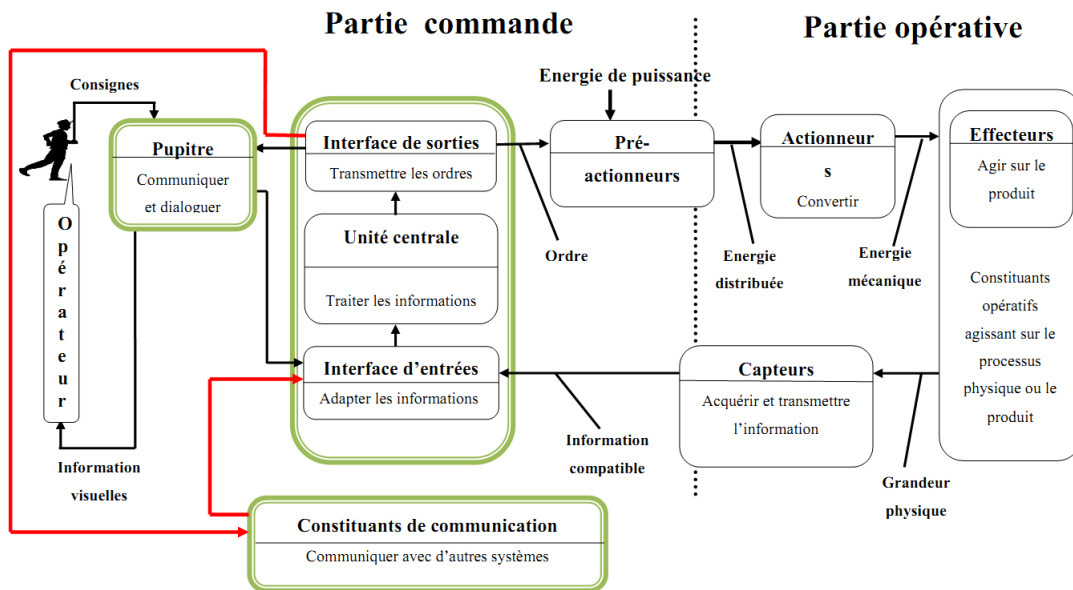 Partie commande
Partie opérative
Consignes
Energie de puissance
Pupitre
Communiquer
et dialoguer
Interface de sorties
Transmettre les ordres
Pré-
actionneurs
Actionneur
s
Convertir
Effecteurs
Agir sur le
produit
Opérateur
Unité centrale
Traiter les informations
Ordre
Energie
distribuée
Energie
mécanique
Constituants
opératifs
agissant sur le
processus
physique ou le
produit
Interface d’entrées
Adapter les informations
Capteurs
Acquérir et transmettre
l’information
Information
visuelles
Information
compatible
Grandeur
physique
Constituants de communication
Communiquer avec d’autres systèmes